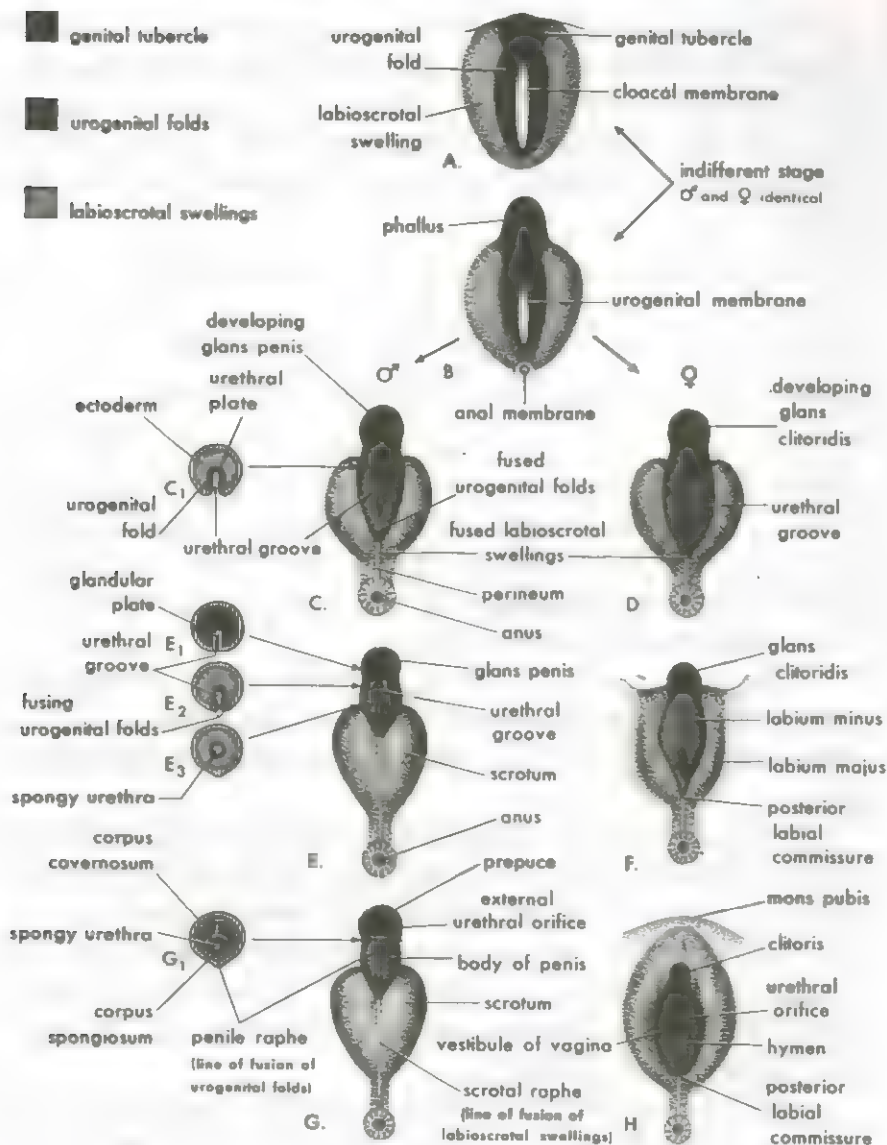 genital tubercle
urogenital folds
labioscrotal swellings
urogenital
fold
labioscrotal
swelling
A.
genital tubercle
cloacal membrane
indifferent stage
♂ and ♀ identical
phallus
urogenital membrane
B
anal membrane
♂
♀
developing
glans penis
urethral
plate
ectoderm
C1
urogenital
fold
urethral groove
fused
urogenital folds
fused labioscrotal
swellings
perineum
C.
anus
developing
glans
clitoridis
urethral
groove
D
glandular
plate
E1
urethral
groove
E2
fusing
urogenital folds
E3
spongy urethra
glans penis
urethral
groove
scrotum
anus
E.
glans
clitoridis
labium minus
labium majus
posterior
labial
commissure
F.
corpus
cavernosum
spongy urethra
G1
corpus
spongiosum
penile raphe
(line of fusion of
urogenital folds)
prepuce
external
urethral orifice
body of penis
scrotum
scrotal raphe
(line of fusion of
labioscrotal swellings)
G.
mons pubis
clitoris
urethral
orifice
vestibule of vagina
hymen
posterior
labial
commissure
H